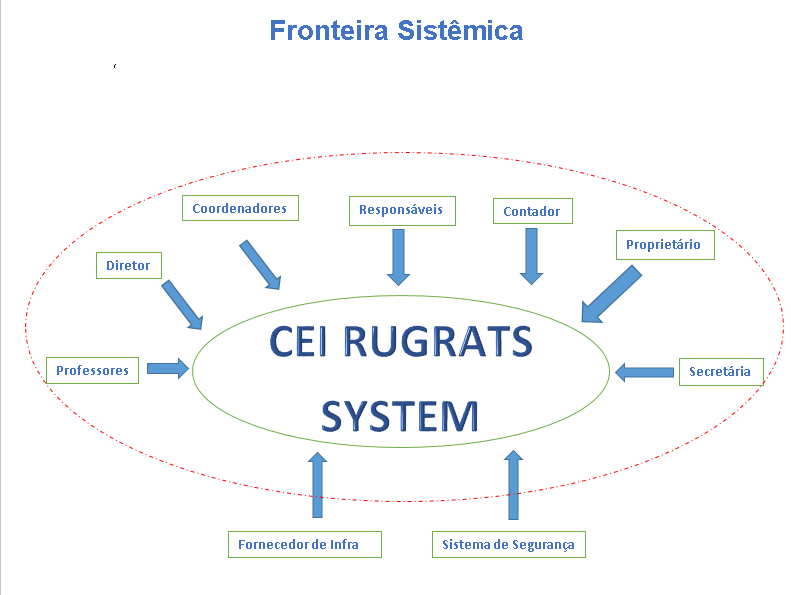 Fronteira Sistêmica
Coordenadores
Responsáveis
Contador
Proprietário
Diretor
CEI RUGRATS
SYSTEM
Professores
Secretária
Fornecedor de Infra
Sistema de Segurança